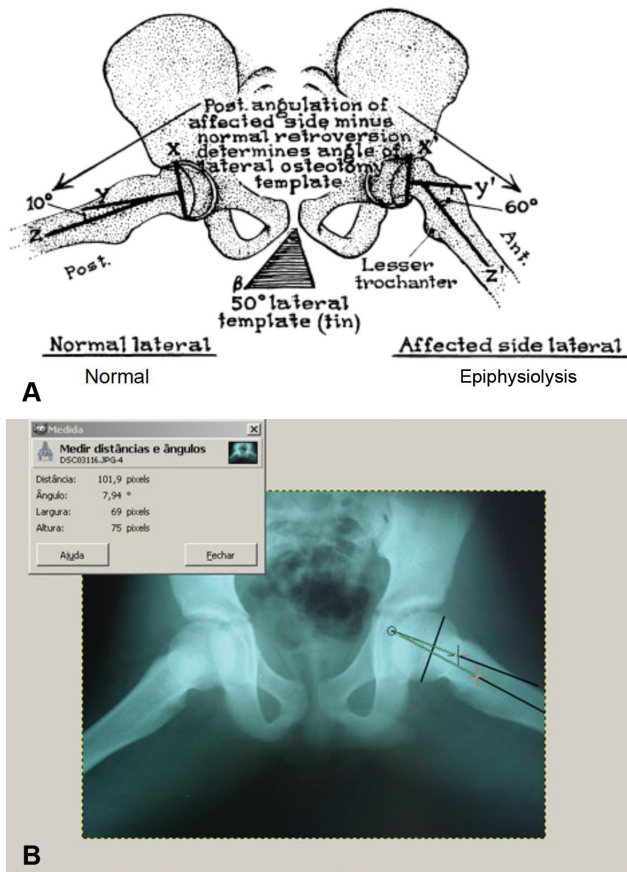 Post. angulation of
affected side minus
normal retroversion
determines angle of
lateral osteotomy
template
x
x'
10°
y
z
Post.
y'
60°
z'
Ant.
Lesser
trochanter
β
50° lateral
template (tin)
Normal lateral
Affected side lateral
Normal
Epiphysiolysis
A
Medida
Medir distâncias e ângulos
DSC03116.JPG-4
Distância: 101,9 pixels
Ângulo: 7,94 °
Largura: 69 pixels
Altura: 75 pixels
Ajuda
Fechar
B